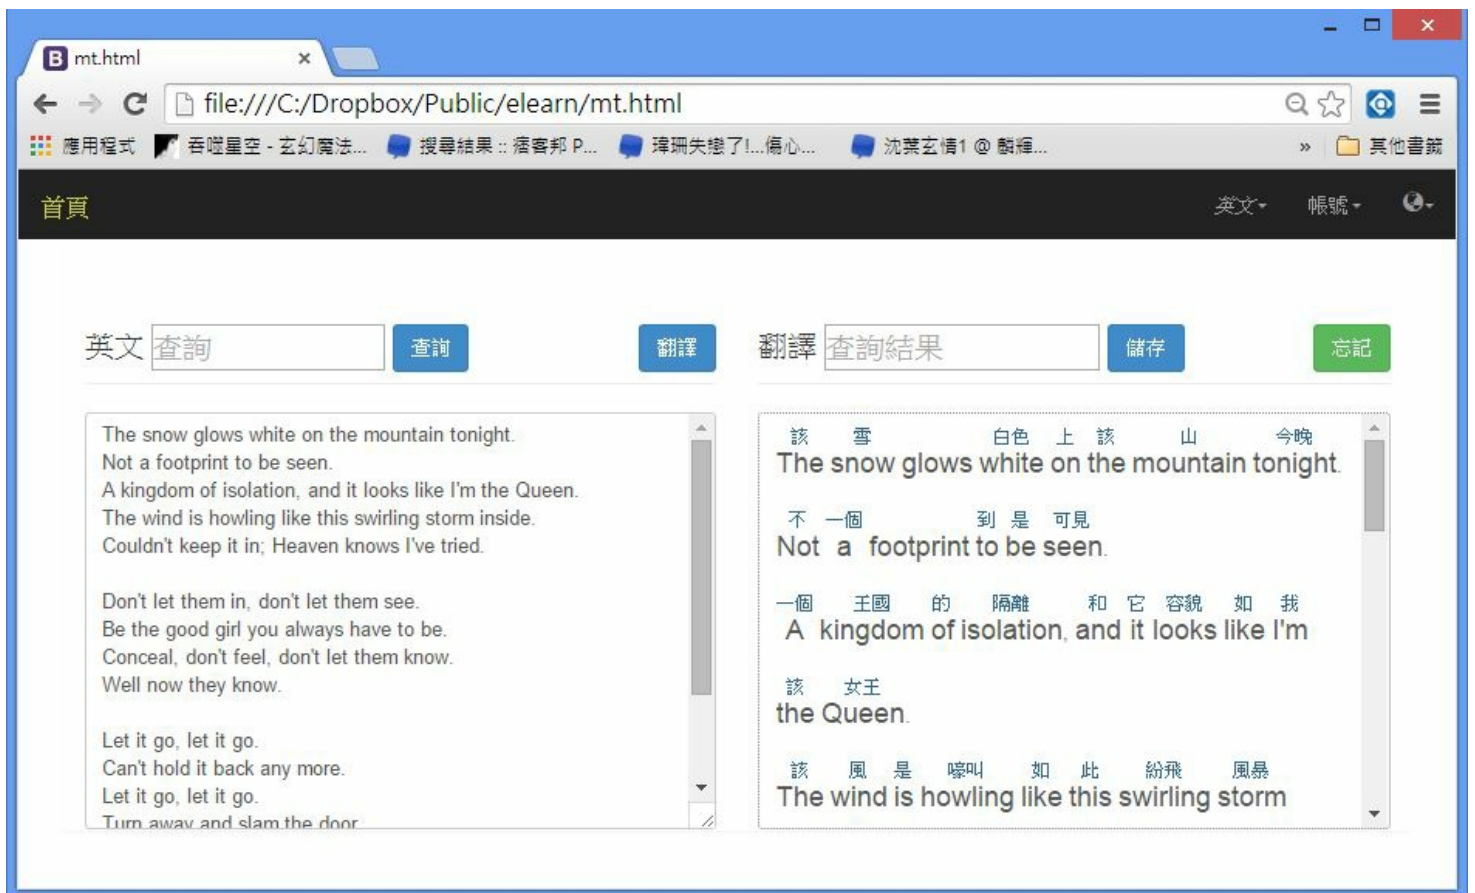 mt.html
file:///C:/Dropbox/Public/elearn/mt.html
應用程式 吞噬星空 - 玄幻魔法... 搜尋結果 :: 痞客邦 P... 瑋珊失戀了!...傷心... 沈葉玄情1 @ 麟輝... » 其他書籤
首頁 英文 帳號
英文 查詢 查詢 翻譯
The snow glows white on the mountain tonight.
Not a footprint to be seen.
A kingdom of isolation, and it looks like I'm the Queen.
The wind is howling like this swirling storm inside.
Couldn't keep it in; Heaven knows I've tried.
Don't let them in, don't let them see.
Be the good girl you always have to be.
Conceal, don't feel, don't let them know.
Well now they know.
Let it go, let it go.
Can't hold it back any more.
Let it go, let it go.
Turn away and slam the door
翻譯 查詢結果 儲存 忘記
該 雪 白色 上 該 山 今晚
The snow glows white on the mountain tonight.
不 一個 到 是 可見
Not a footprint to be seen.
一個 王國 的 隔離 和 它 容貌 如 我
A kingdom of isolation, and it looks like I'm
該 女王
the Queen.
該 風 是 嚎叫 如 此 紛飛 風暴
The wind is howling like this swirling storm